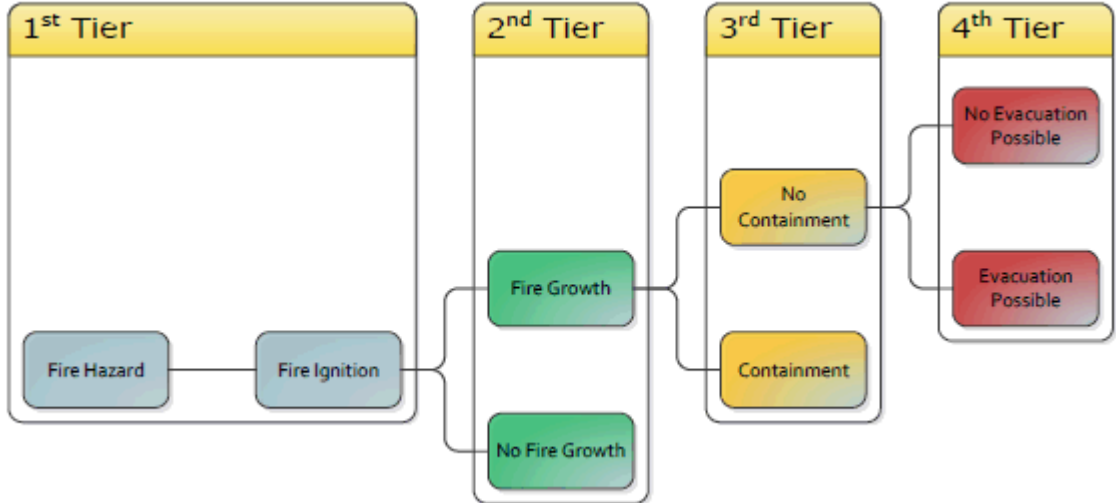 1st Tier
2nd Tier
3rd Tier
4th Tier
No Evacuation
Possible
No
Containment
Fire Growth
Evacuation
Possible
Fire Hazard
Fire Ignition
Containment
No Fire Growth